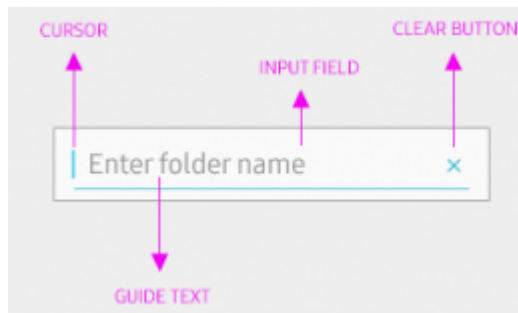 CURSOR
CLEAR BUTTON
INPUT FIELD
Enter folder name
GUIDE TEXT